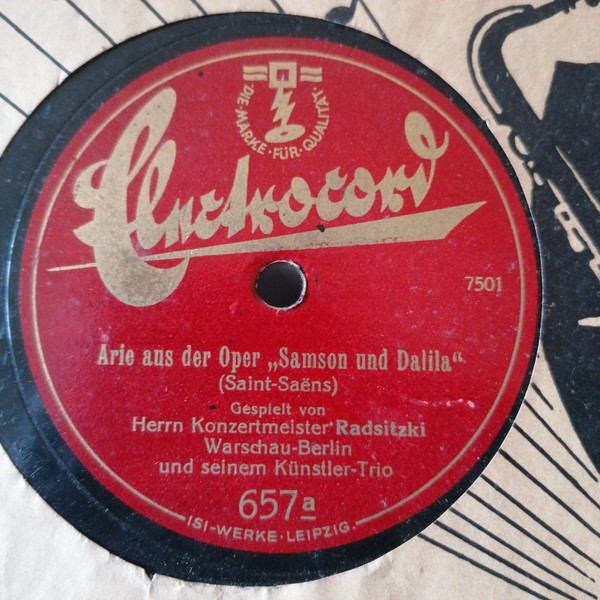 ·DIE·MARKE·FÜR·QUALITÄT·
Electrocord
7501
Arie aus der Oper „Samson und Dalila“
(Saint-Saëns)
Gespielt von
Herrn Konzertmeister Radsitzki
Warschau-Berlin
und seinem Künstler-Trio
657a
ISI-WERKE·LEIPZIG.